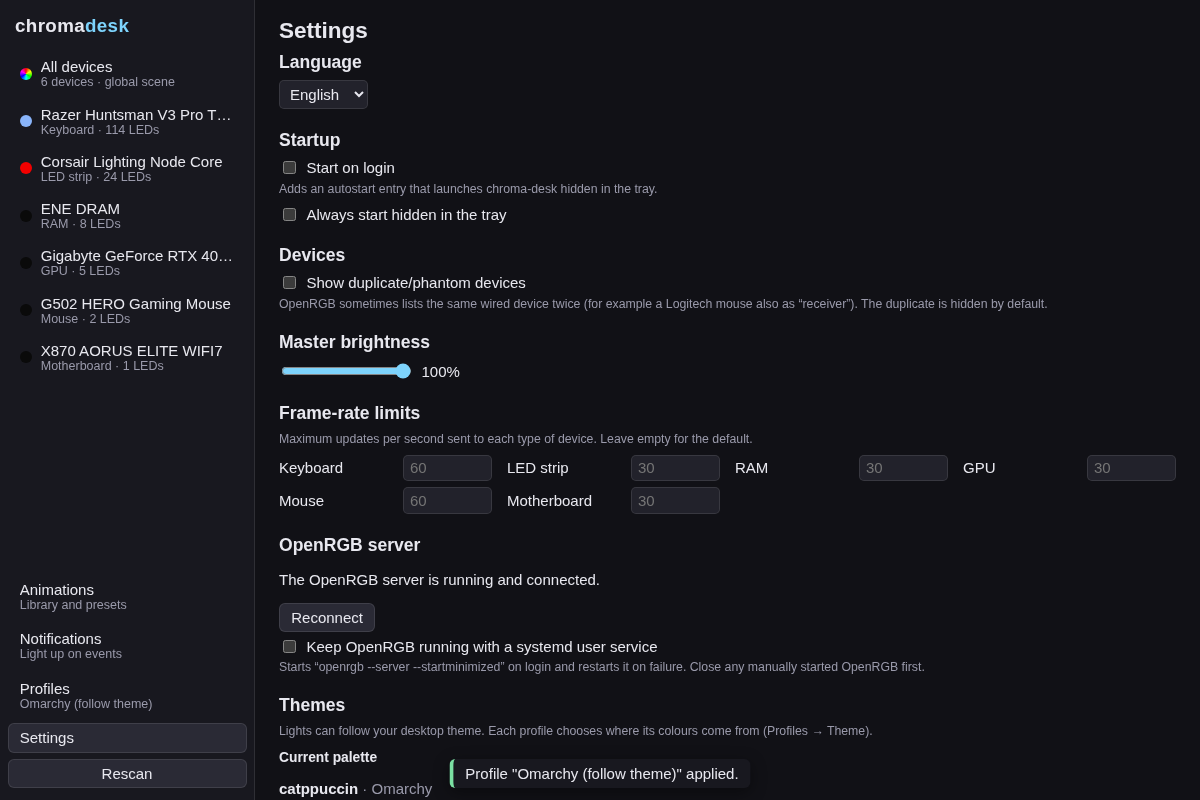 chromadesk
All devices
6 devices · global scene
Razer Huntsman V3 Pro T…
Keyboard · 114 LEDs
Corsair Lighting Node Core
LED strip · 24 LEDs
ENE DRAM
RAM · 8 LEDs
Gigabyte GeForce RTX 40…
GPU · 5 LEDs
G502 HERO Gaming Mouse
Mouse · 2 LEDs
X870 AORUS ELITE WIFI7
Motherboard · 1 LEDs
Animations
Library and presets
Notifications
Light up on events
Profiles
Omarchy (follow theme)
Settings
Rescan
Settings
Language
English
Startup
Start on login
Adds an autostart entry that launches chroma-desk hidden in the tray.
Always start hidden in the tray
Devices
Show duplicate/phantom devices
OpenRGB sometimes lists the same wired device twice (for example a Logitech mouse also as “receiver”). The duplicate is hidden by default.
Master brightness
100%
Frame-rate limits
Maximum updates per second sent to each type of device. Leave empty for the default.
Keyboard 60 LED strip 30 RAM 30 GPU 30
Mouse 60 Motherboard 30
OpenRGB server
The OpenRGB server is running and connected.
Reconnect
Keep OpenRGB running with a systemd user service
Starts “openrgb --server --startminimized” on login and restarts it on failure. Close any manually started OpenRGB first.
Themes
Lights can follow your desktop theme. Each profile chooses where its colours come from (Profiles → Theme).
Current palette
catppuccin · Omarchy
Profile "Omarchy (follow theme)" applied.